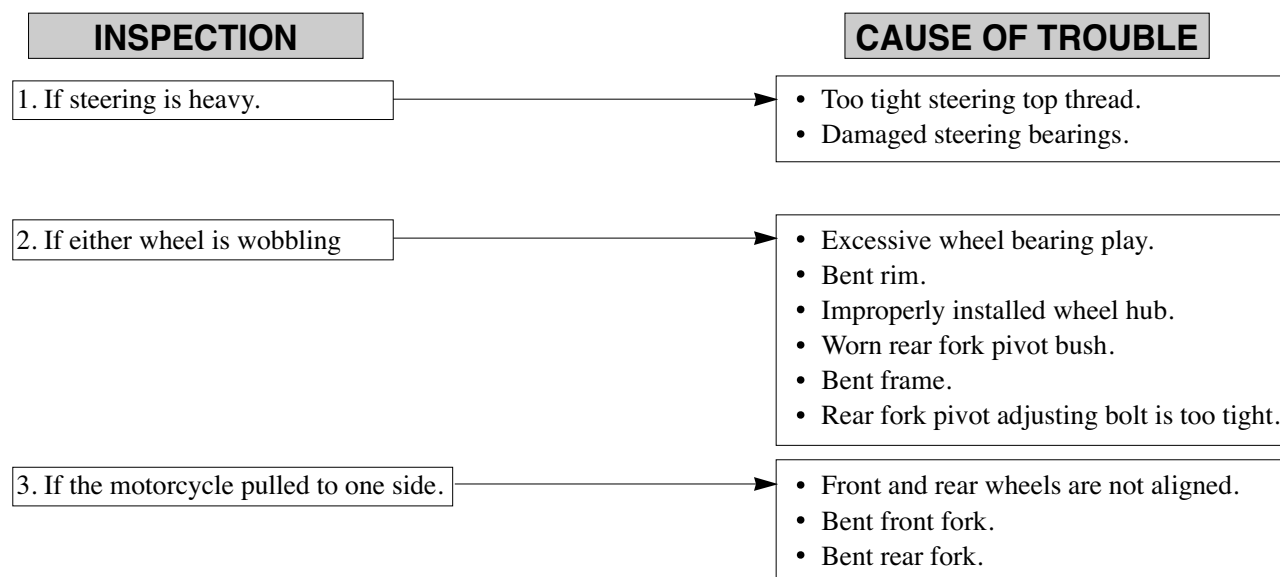 INSPECTION
CAUSE OF TROUBLE
1. If steering is heavy.
• Too tight steering top thread.
• Damaged steering bearings.
2. If either wheel is wobbling
• Excessive wheel bearing play.
• Bent rim.
• Improperly installed wheel hub.
• Worn rear fork pivot bush.
• Bent frame.
• Rear fork pivot adjusting bolt is too tight.
3. If the motorcycle pulled to one side.
• Front and rear wheels are not aligned.
• Bent front fork.
• Bent rear fork.